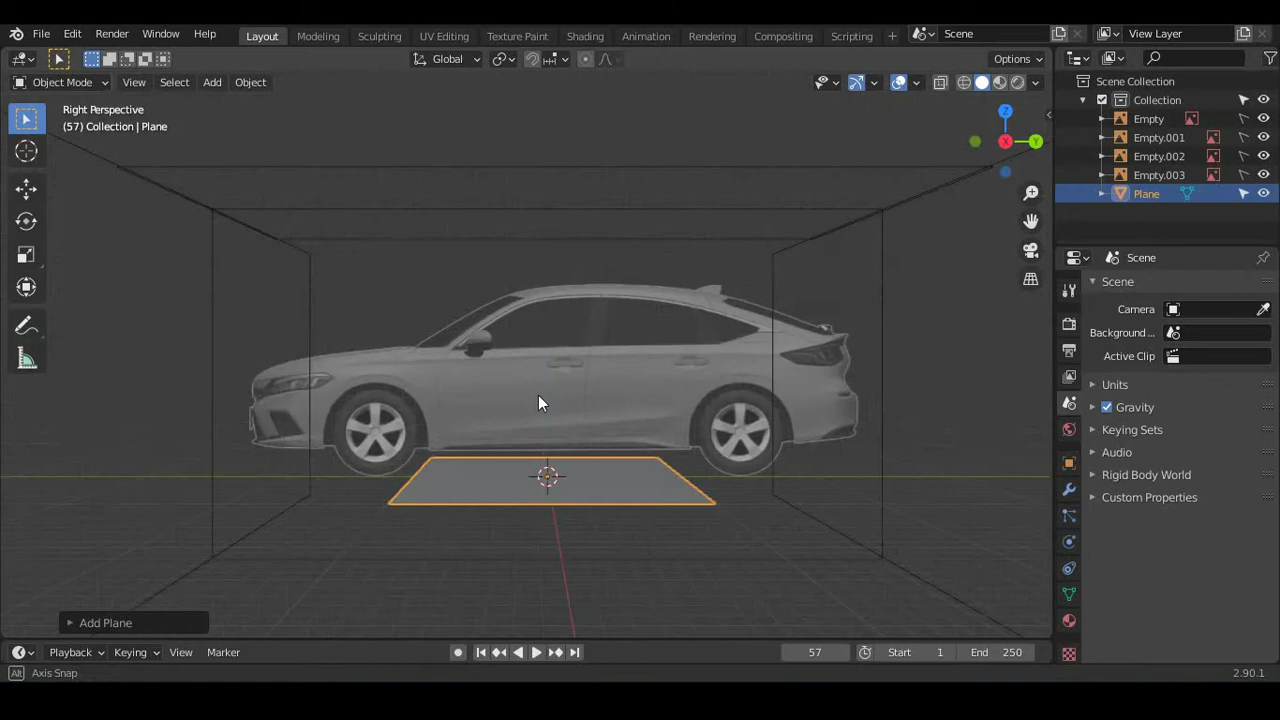 File Edit Render Window Help
Layout Modeling Sculpting UV Editing Texture Paint Shading Animation Rendering Compositing Scripting +
Scene
View Layer
Global
Options
Object Mode View Select Add Object
Right Perspective
(57) Collection | Plane
Z
X
Y
Scene Collection
Collection
Empty
Empty.001
Empty.002
Empty.003
Plane
Scene
Scene
Camera
Background ...
Active Clip
Units
Gravity
Keying Sets
Audio
Rigid Body World
Custom Properties
Add Plane
Playback Keying View Marker
57
Start 1
End 250
Alt Axis Snap
2.90.1